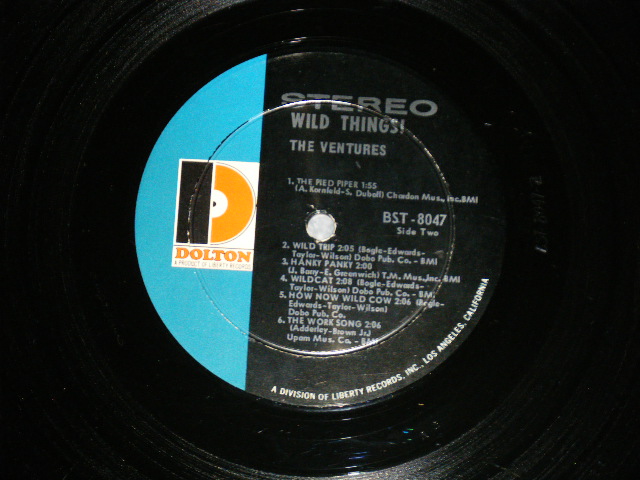 STEREO
WILD THINGS!
THE VENTURES
1. THE PIED PIPER 1:55
(A. Kornfeld-S. Duboff) Chardon Mus., Inc. BMI
BST-8047
Side Two
2. WILD TRIP 2:05 (Bogle-Edwards-
Taylor-Wilson) Dobo Pub. Co. - BMI
3. HANKY PANKY 2:00
(J. Barry-E. Greenwich) T.M. Mus., Inc. BMI
4. WILDCAT 2:08 (Bogle-Edwards-
Taylor-Wilson) Dobo Pub. Co. - BMI
5. HOW NOW WILD COW 2:06 (Bogle-
Edwards-Taylor-Wilson)
Dobo Pub. Co.
6. THE WORK SONG 2:06
(Adderley-Brown Jr.)
Upam Mus. Co. - BMI
DOLTON
A PRODUCT OF LIBERTY RECORDS
A DIVISION OF LIBERTY RECORDS, INC., LOS ANGELES, CALIFORNIA